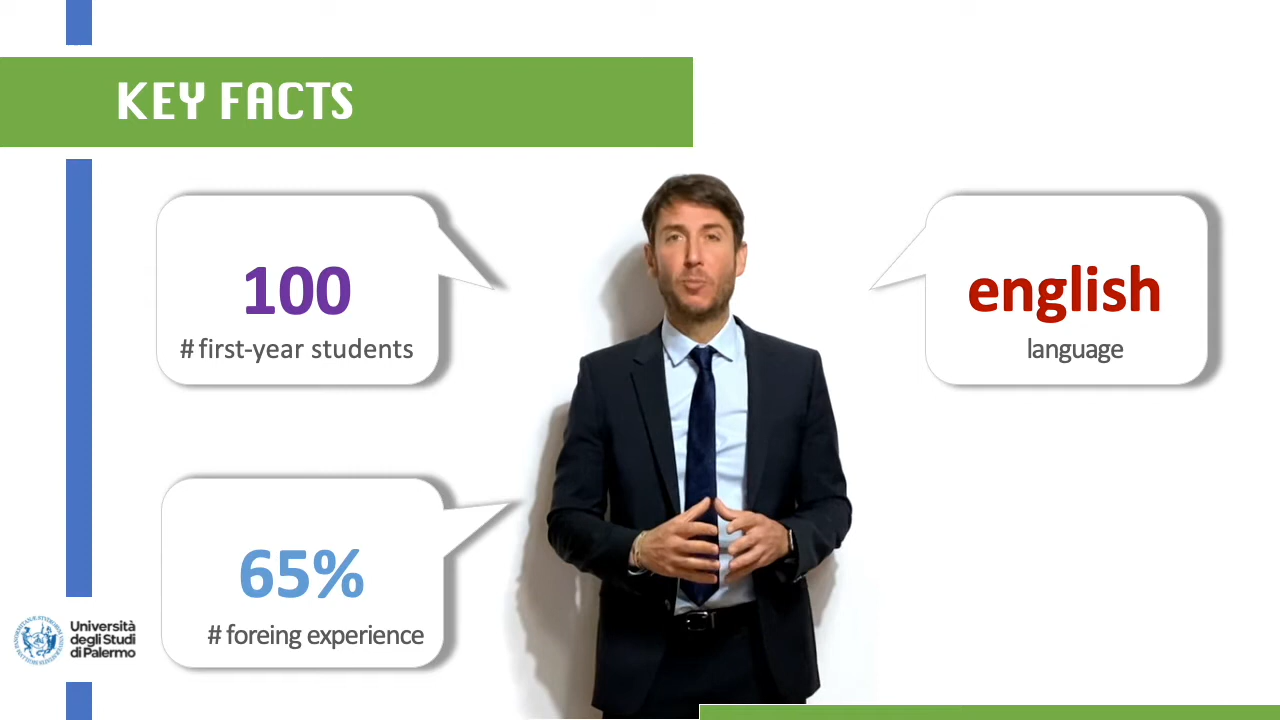 KEY FACTS
100
# first-year students
english
language
65%
# foreing experience
Università
degli Studi
di Palermo